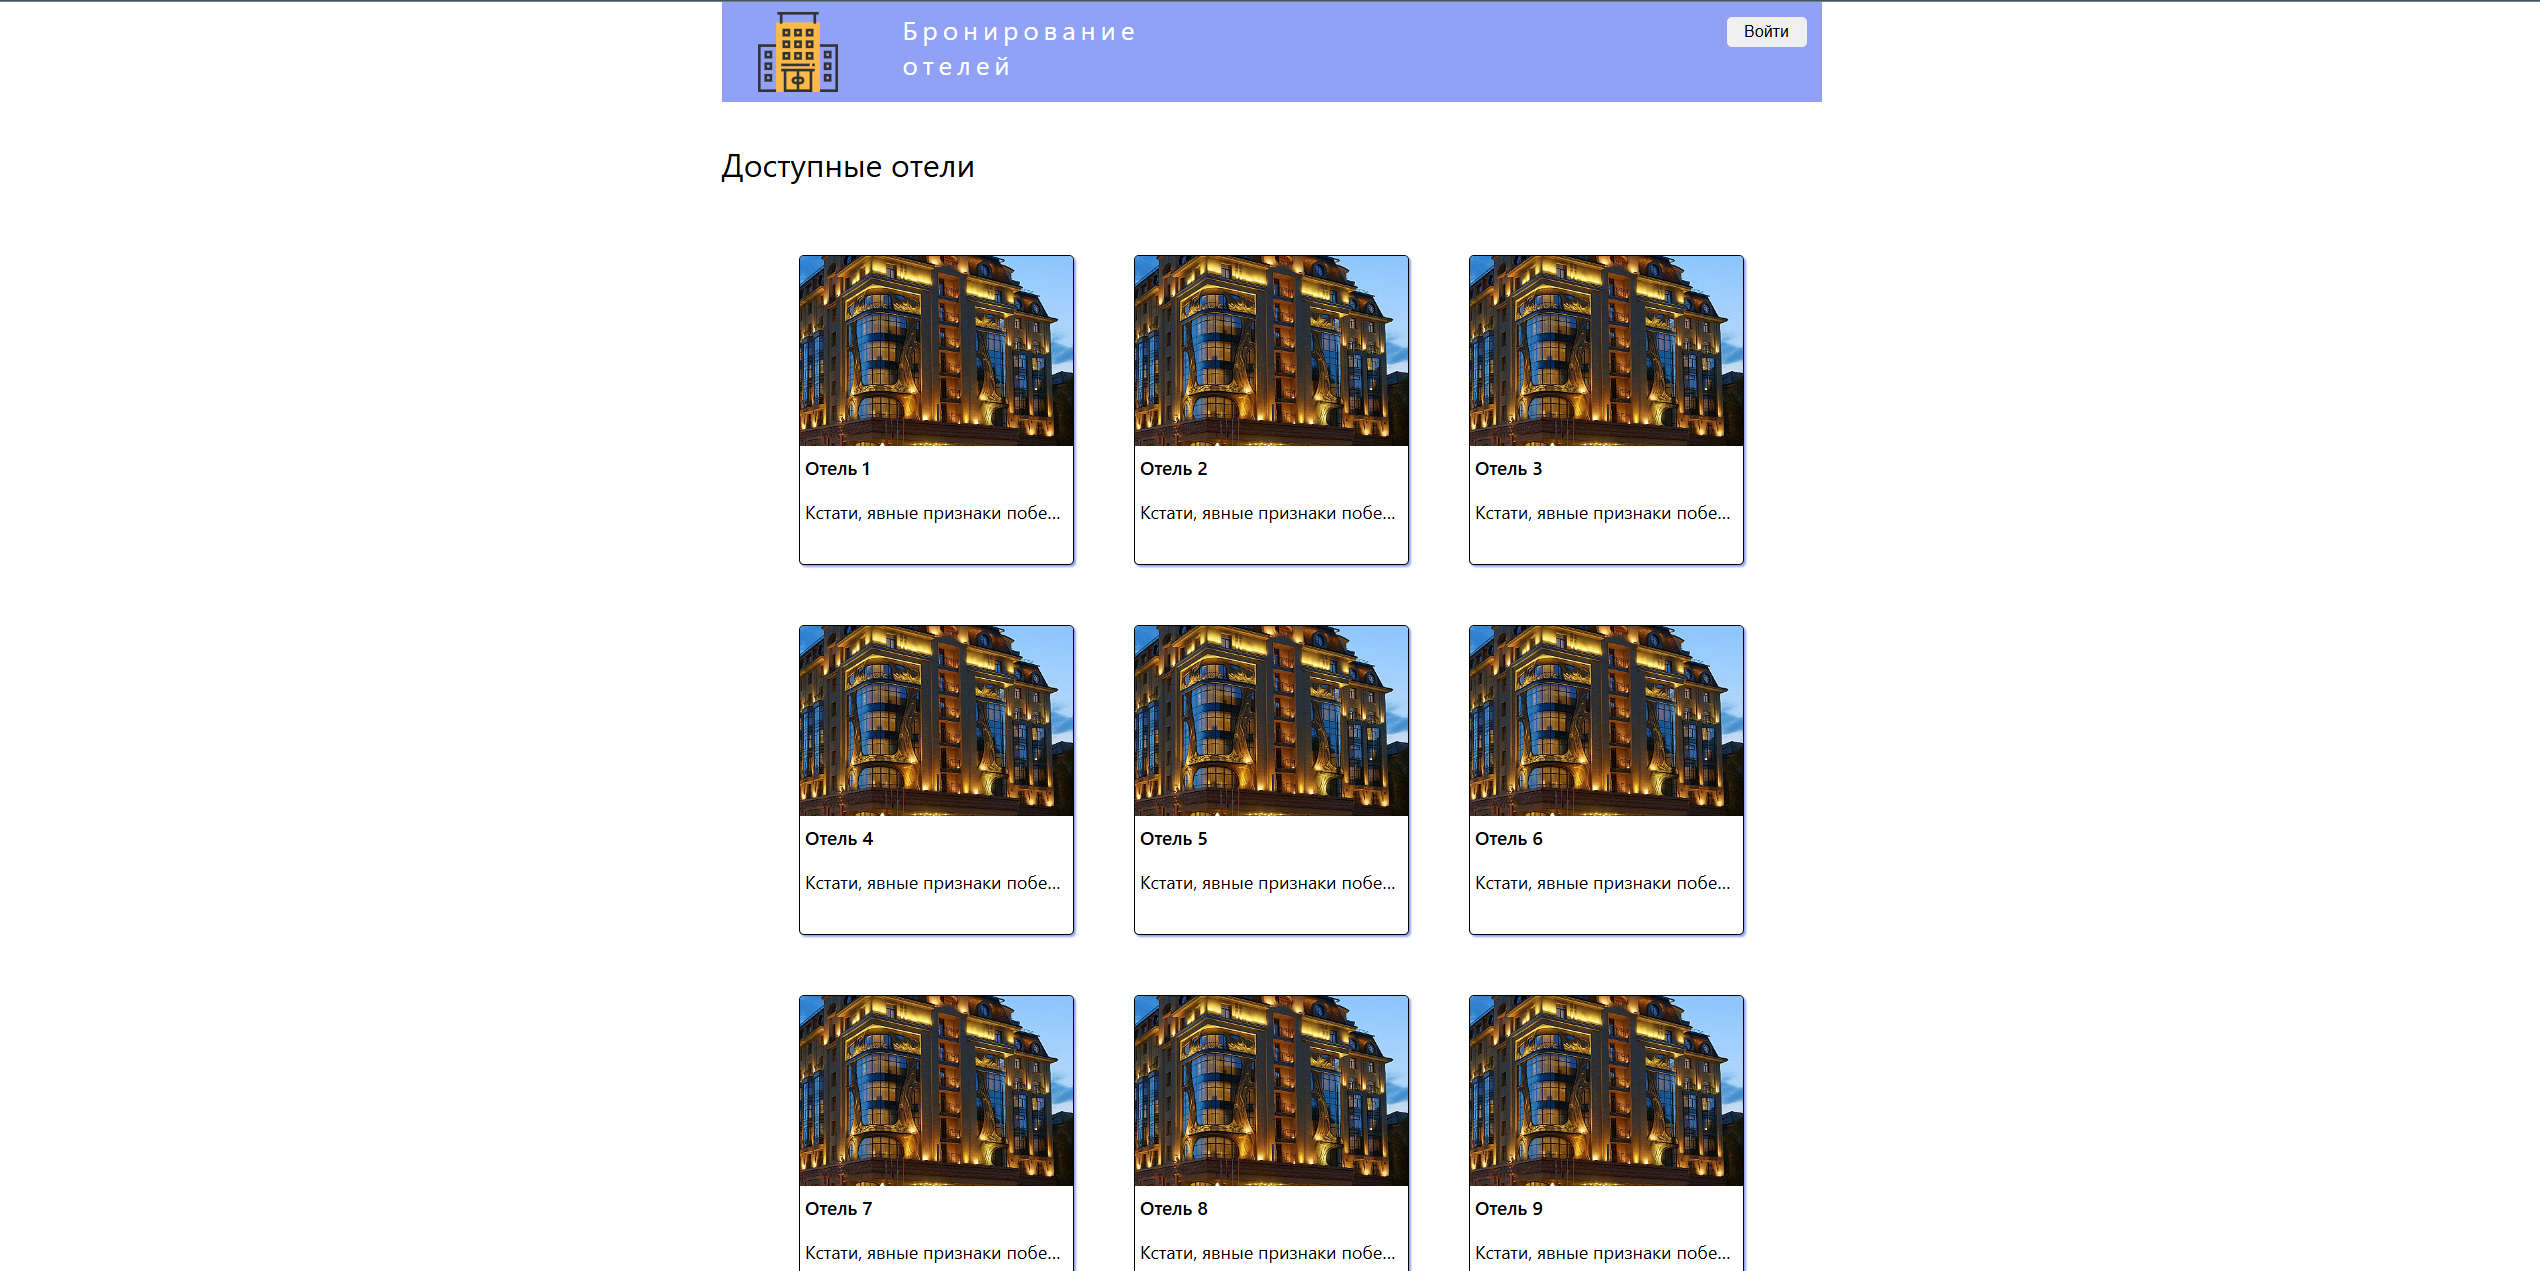 Бронирование
отелей
Войти
Доступные отели
Отель 1
Кстати, явные признаки побе...
Отель 2
Кстати, явные признаки побе...
Отель 3
Кстати, явные признаки побе...
Отель 4
Кстати, явные признаки побе...
Отель 5
Кстати, явные признаки побе...
Отель 6
Кстати, явные признаки побе...
Отель 7
Кстати, явные признаки побе...
Отель 8
Кстати, явные признаки побе...
Отель 9
Кстати, явные признаки побе...